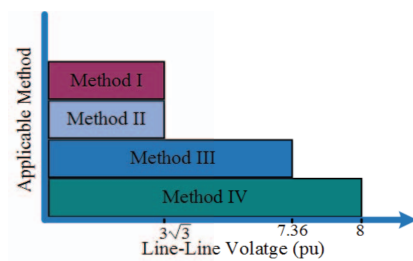 Applicable Method
Method I
Method II
Method III
Method IV
3√3
7.36
8
Line-Line Volatge (pu)